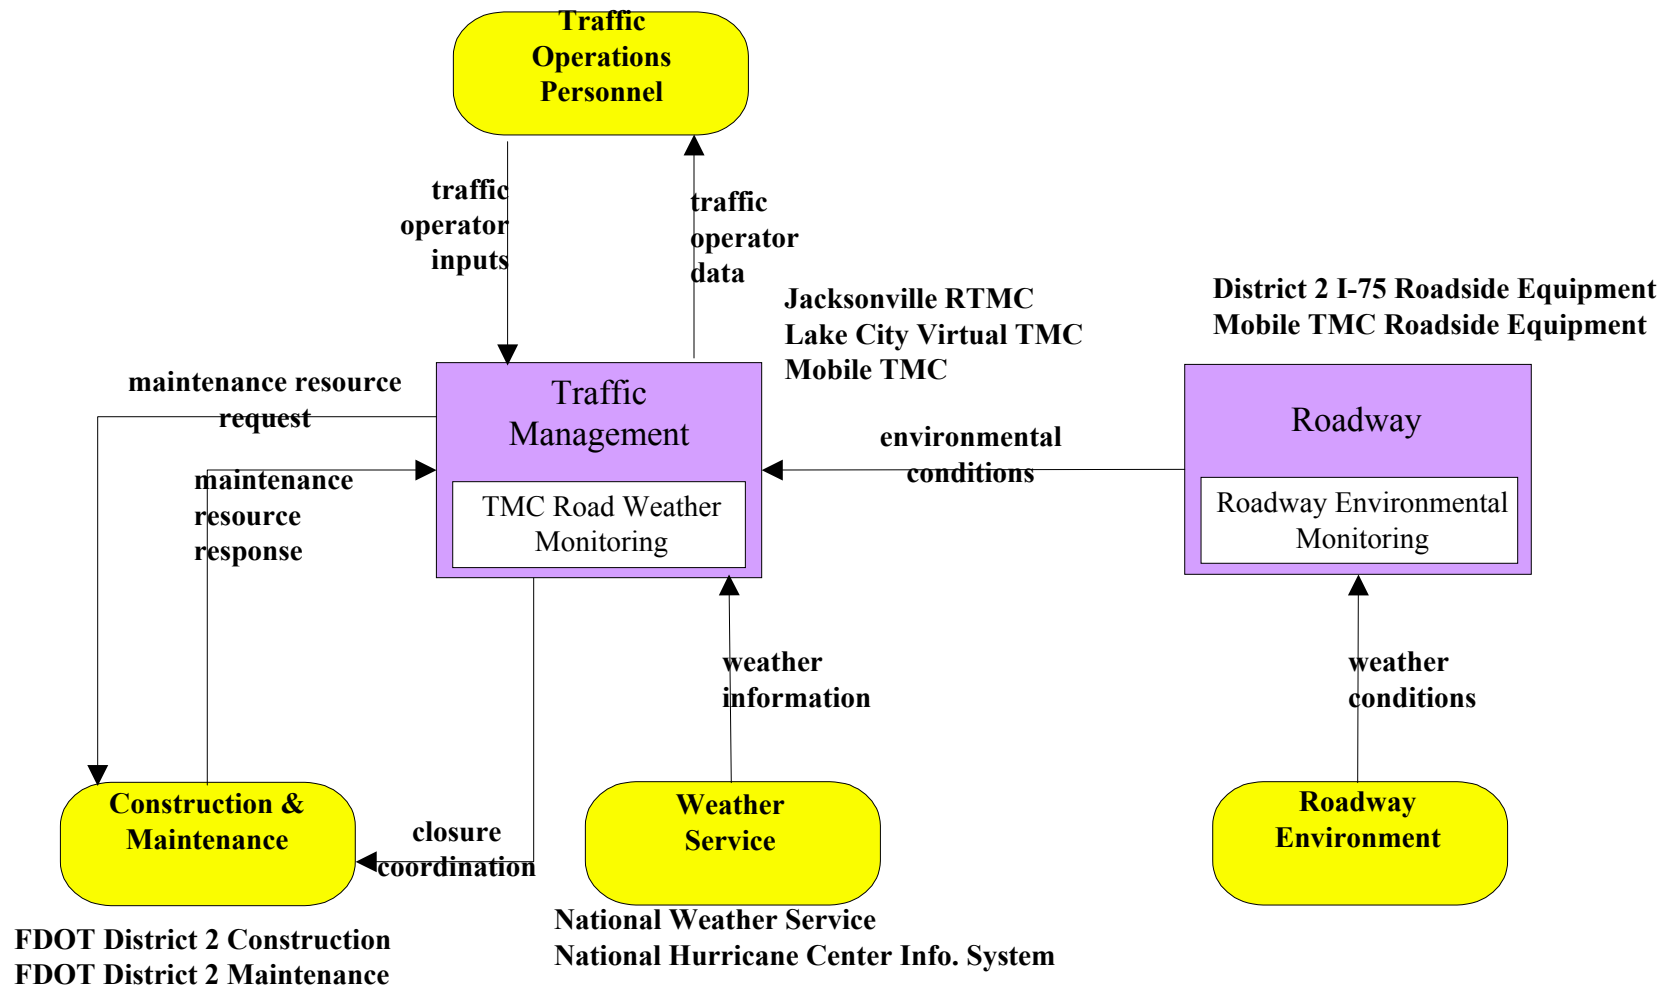 Traffic
Operations
Personnel
traffic
operator
inputs
traffic
operator
data
Jacksonville RTMC
Lake City Virtual TMC
Mobile TMC
District 2 I-75 Roadside Equipment
Mobile TMC Roadside Equipment
maintenance resource
request
Traffic
Management
TMC Road Weather
Monitoring
environmental
conditions
Roadway
Roadway Environmental
Monitoring
maintenance
resource
response
weather
information
weather
conditions
Construction &
Maintenance
closure
coordination
Weather
Service
Roadway
Environment
FDOT District 2 Construction
FDOT District 2 Maintenance
National Weather Service
National Hurricane Center Info. System